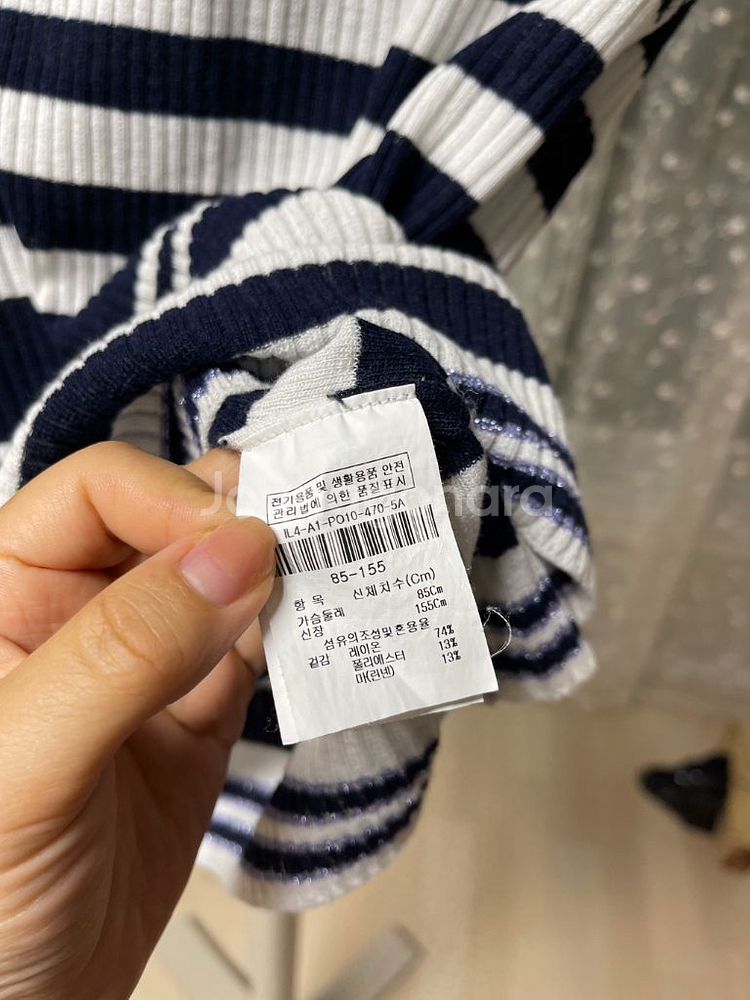 전기용품 및 생활용품 안전
관리법에 의한 품질표시
IL4-A1-PO10-470-5A
85-155
항 목 신체치수(Cm)
가슴둘레 85Cm
신장 155Cm
섬유의조성및혼용율
겉감 레이온 74%
폴리에스터 13%
마(린넨) 13%